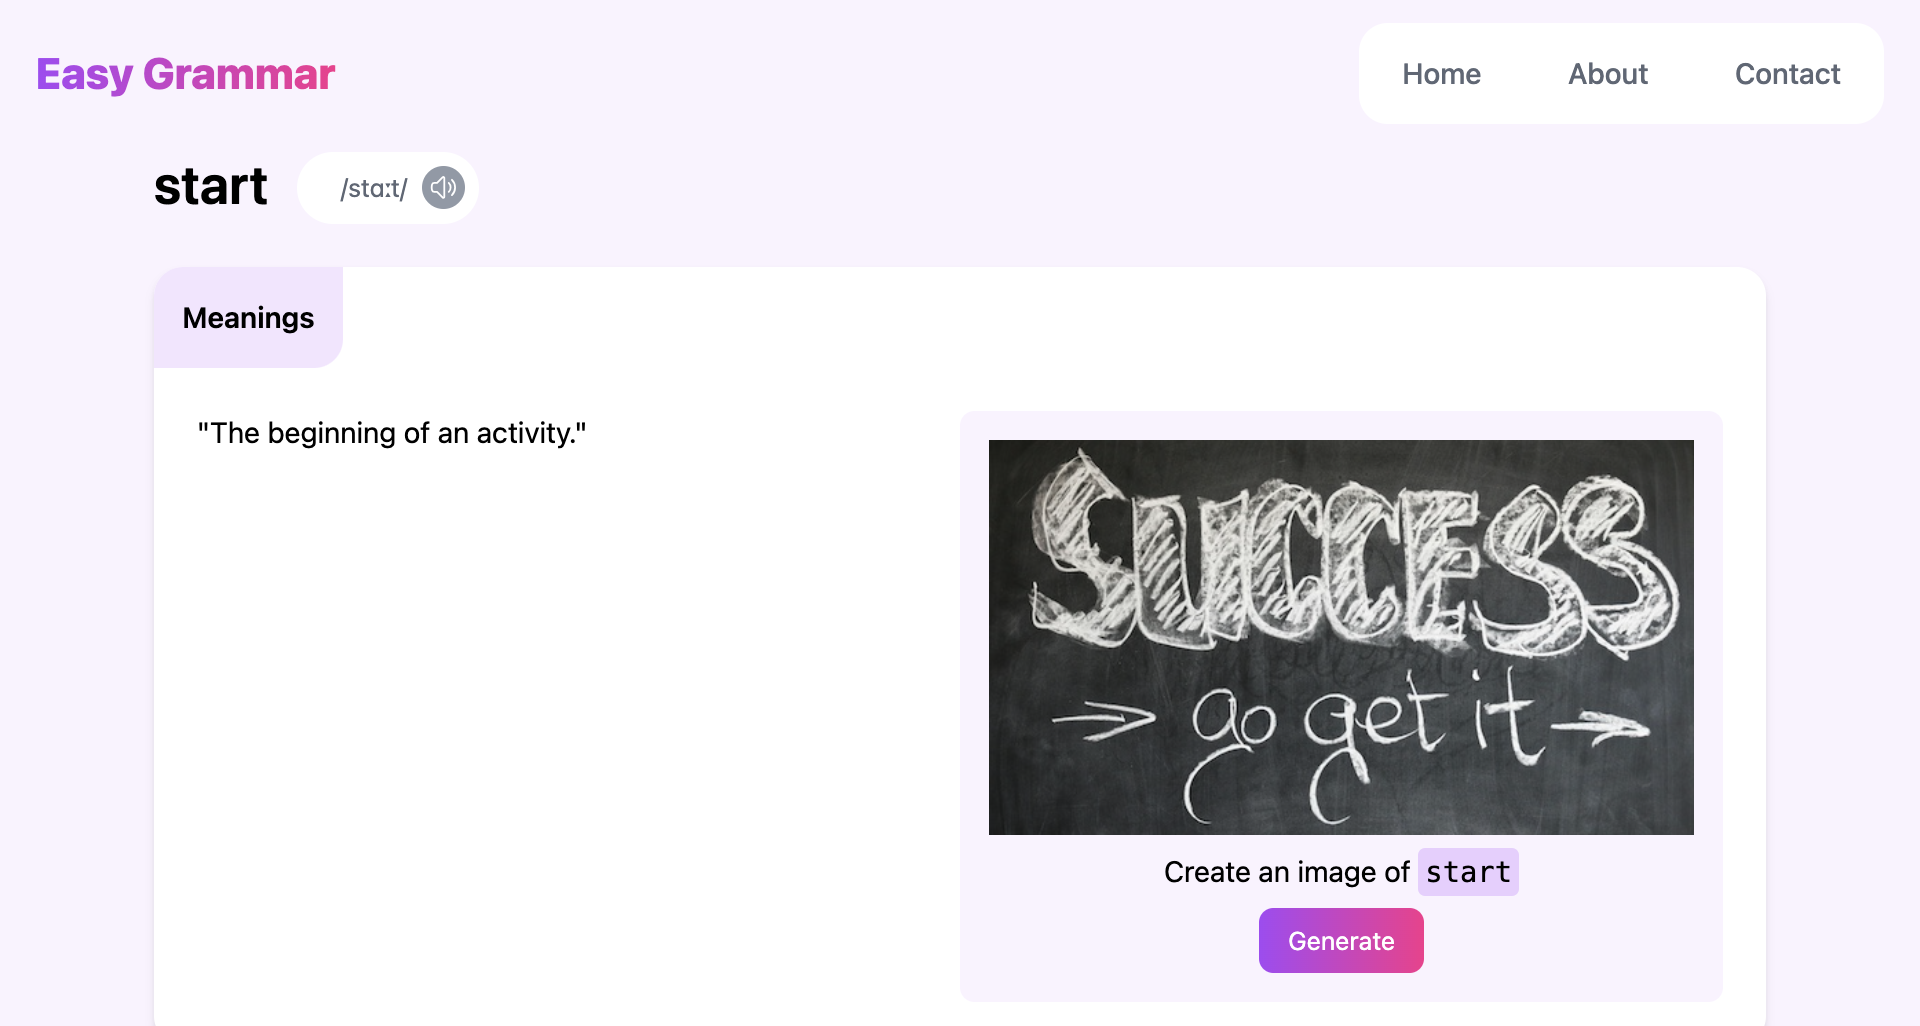 Easy Grammar
Home About Contact
start /stɑːt/
Meanings
"The beginning of an activity."
SUCCESS
→ go get it →
Create an image of start
Generate